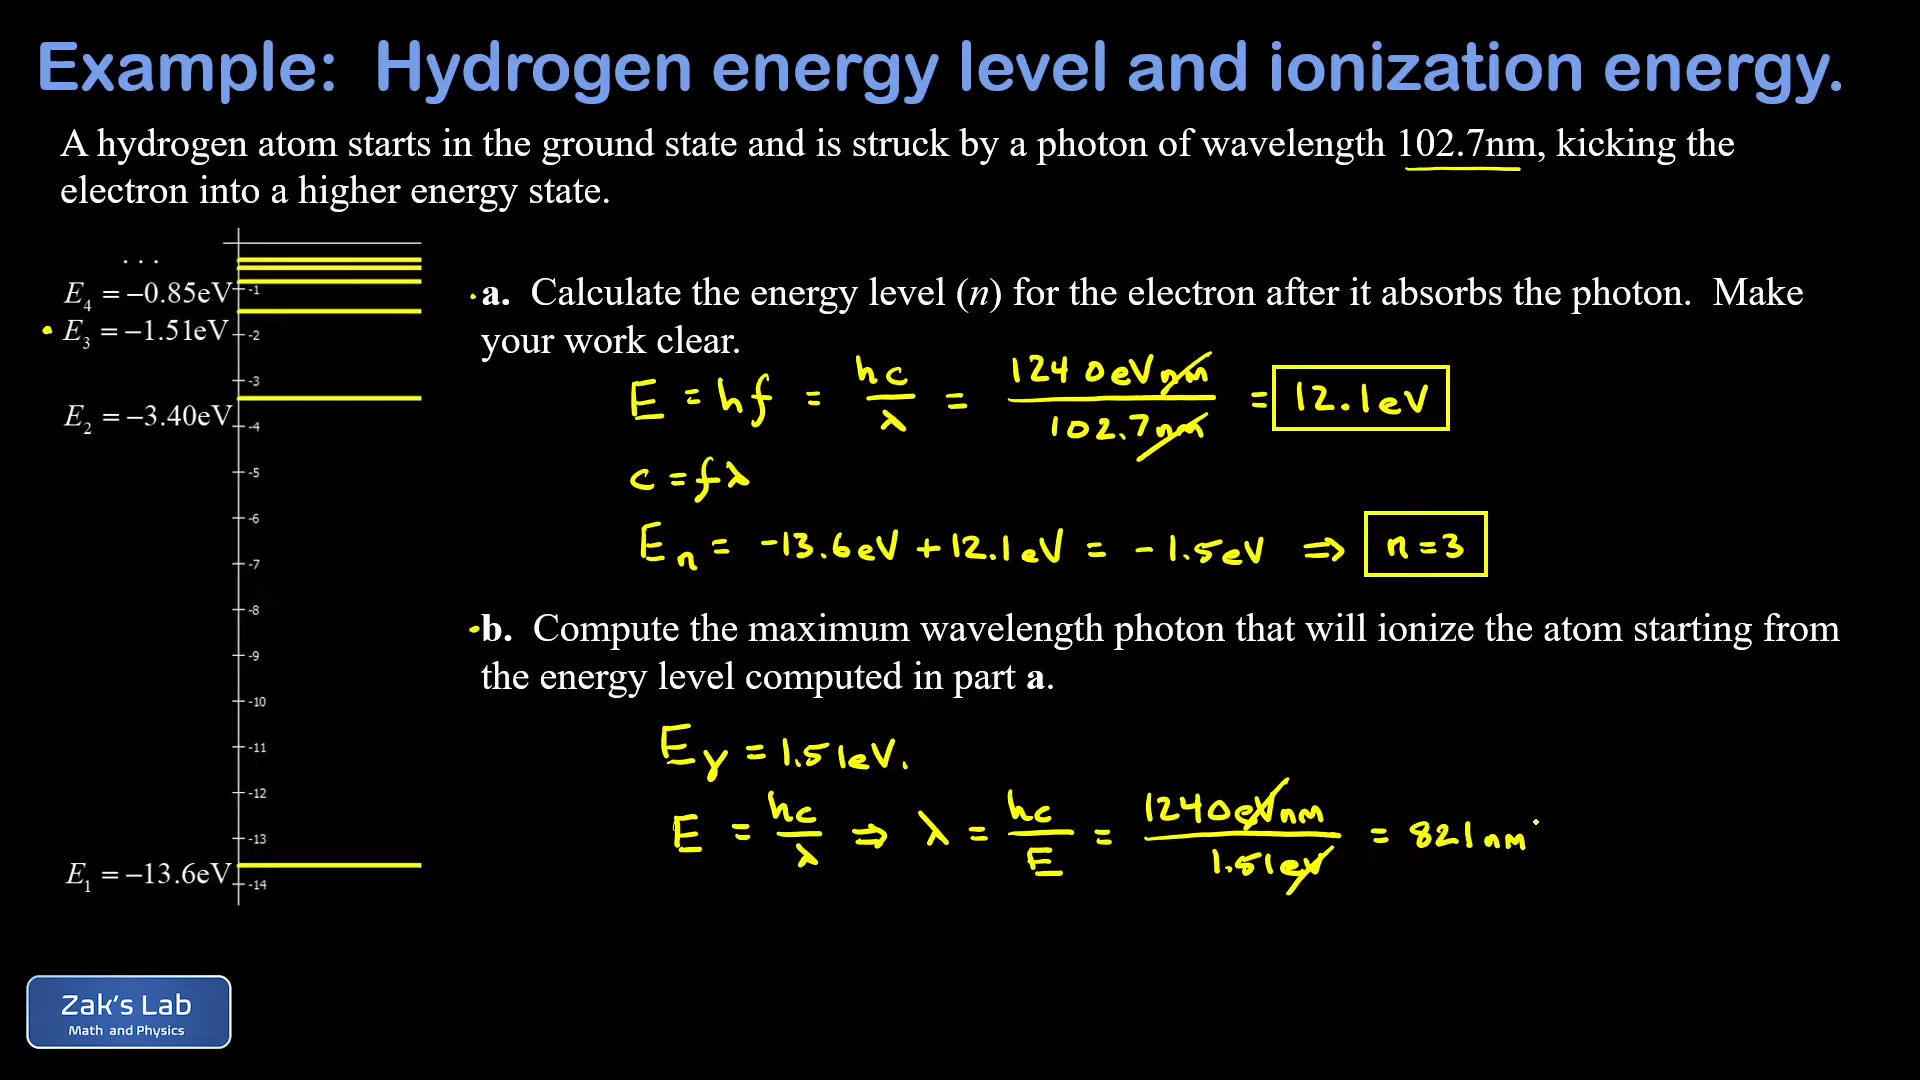 Example: Hydrogen energy level and ionization energy.
A hydrogen atom starts in the ground state and is struck by a photon of wavelength 102.7nm, kicking the
electron into a higher energy state.
. . .
E₄ = −0.85eV
E₃ = −1.51eV
E₂ = −3.40eV
E₁ = −13.6eV
-1
-2
-3
-4
-5
-6
-7
-8
-9
-10
-11
-12
-13
-14
a. Calculate the energy level (n) for the electron after it absorbs the photon. Make
your work clear.
E = hf = hc/λ = 1240eVnm/102.7nm = 12.1eV
c = fλ
Eₙ = -13.6eV + 12.1eV = -1.5eV ⇒ n=3
b. Compute the maximum wavelength photon that will ionize the atom starting from
the energy level computed in part a.
Eᵧ = 1.51eV.
E = hc/λ ⇒ λ = hc/E = 1240eVnm/1.51eV = 821nm
Zak's Lab
Math and Physics